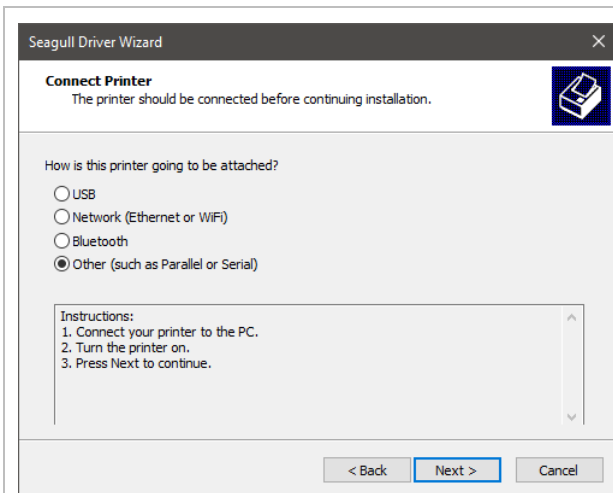 Seagull Driver Wizard
Connect Printer
The printer should be connected before continuing installation.
How is this printer going to be attached?
USB
Network (Ethernet or WiFi)
Bluetooth
Other (such as Parallel or Serial)
Instructions:
1. Connect your printer to the PC.
2. Turn the printer on.
3. Press Next to continue.
< Back Next > Cancel